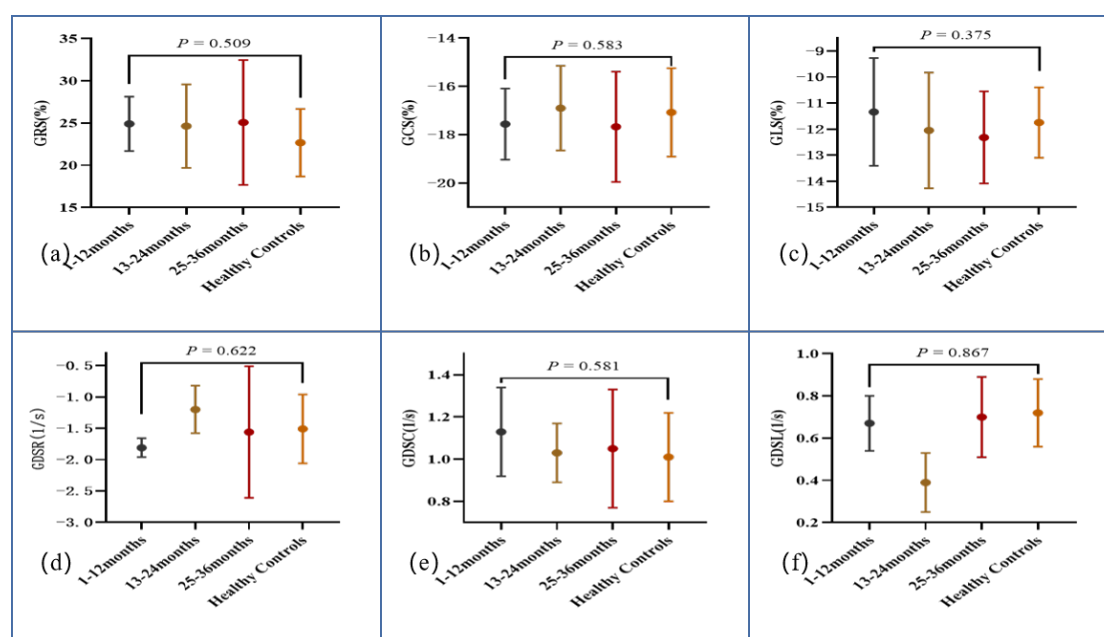 P = 0.509
35
30
25
20
15
GRS(%)
1-12months
13-24months
25-36months
Healthy Controls
(a)
P = 0.583
−14
−16
−18
−20
GCS(%)
1-12months
13-24months
25-36months
Healthy Controls
(b)
P = 0.375
−9
−10
−11
−12
−13
−14
−15
GLS(%)
1-12months
13-24months
25-36months
Healthy Controls
(c)
P = 0.622
−0.5
−1.0
−1.5
−2.0
−2.5
−3.0
GDSR(1/s)
1-12months
13-24months
25-36months
Healthy Controls
(d)
P = 0.581
1.4
1.2
1.0
0.8
GDSC(1/s)
1-12months
13-24months
25-36months
Healthy Controls
(e)
P = 0.867
1.0
0.8
0.6
0.4
0.2
GDSL(1/s)
1-12months
13-24months
25-36months
Healthy Controls
(f)